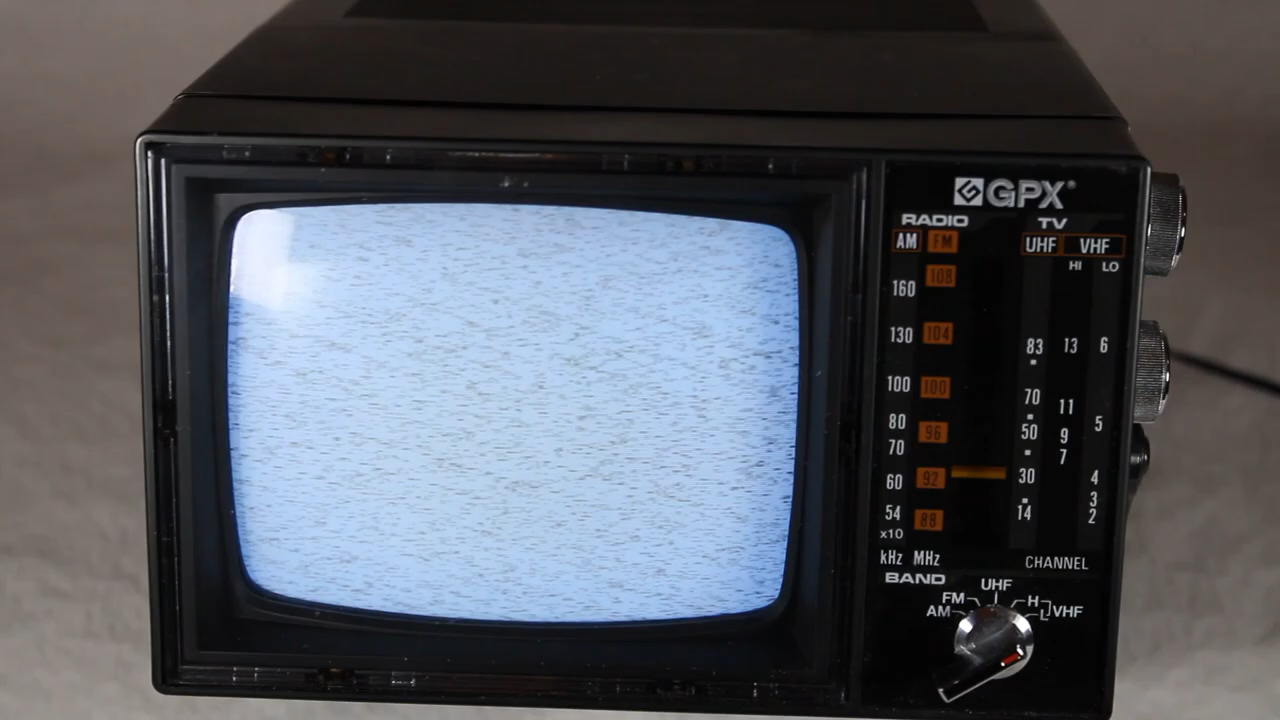 GPX®
RADIO TV
AM FM UHF VHF
HI LO
108
160
130 104 83 13 6
100 100 70 11
80 96 50 9 5
70 7
60 92 30 4
3
54 88 14 2
x10
kHz MHz CHANNEL
BAND UHF
FM H
AM L VHF